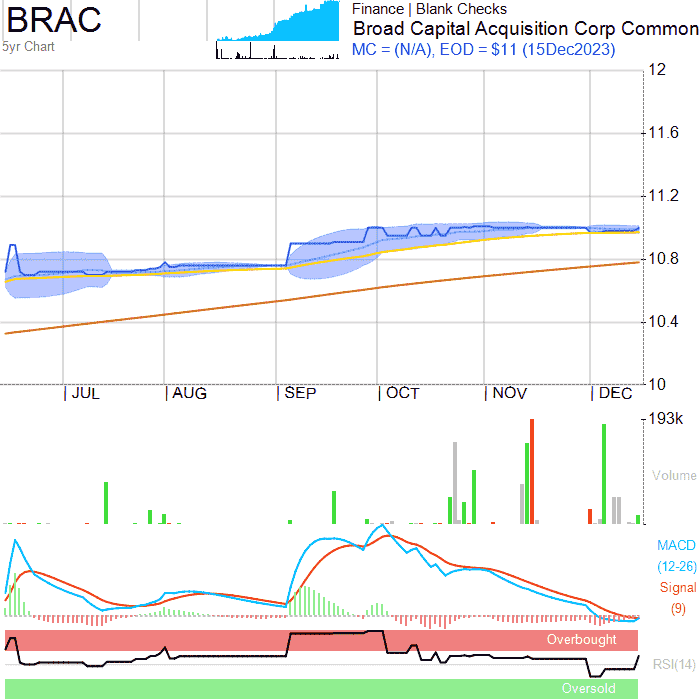 BRAC
5yr Chart
Finance | Blank Checks
Broad Capital Acquisition Corp Common
MC = (N/A), EOD = $11 (15Dec2023)
12
11.6
11.2
10.8
10.4
10
JUL AUG SEP OCT NOV DEC
193k
Volume
MACD
(12-26)
Signal
(9)
Overbought
RSI(14)
Oversold